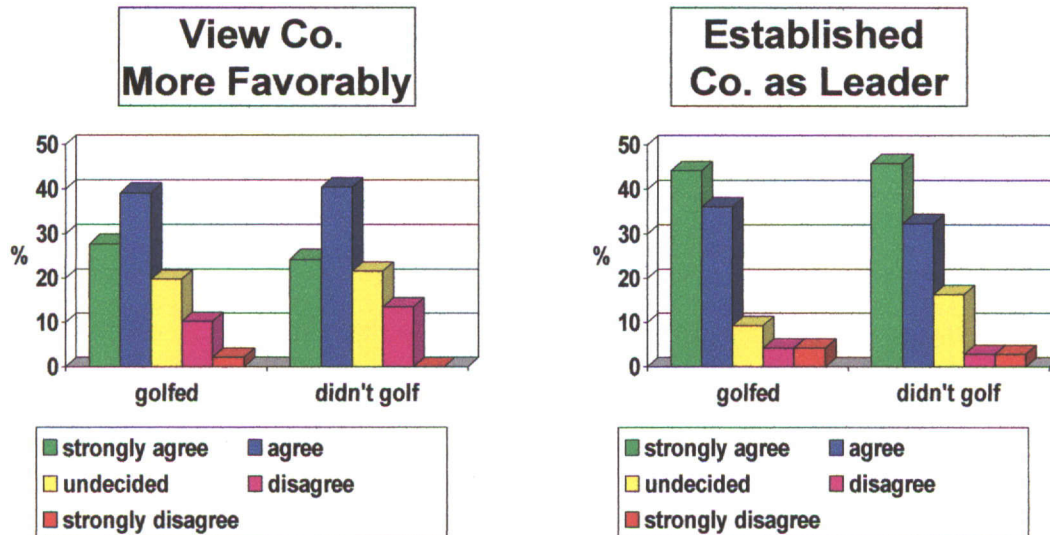 View Co.
More Favorably
50
40
30
%
20
10
0
golfed didn't golf
strongly agree agree
undecided disagree
strongly disagree
Established
Co. as Leader
50
40
30
%
20
10
0
golfed didn't golf
strongly agree agree
undecided disagree
strongly disagree